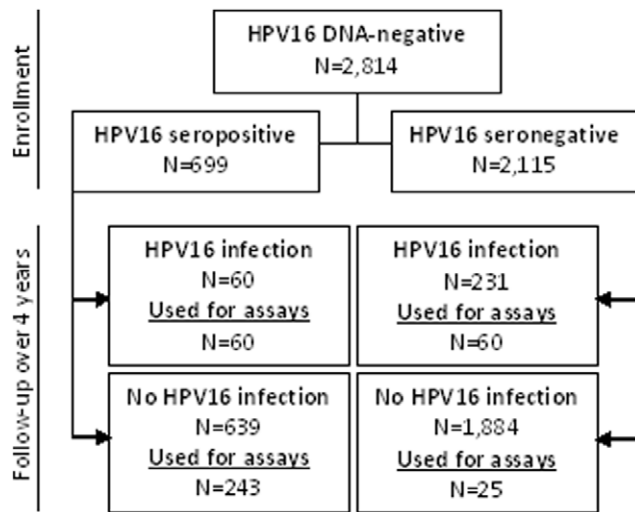 Enrollment
HPV16 DNA-negative
N=2,814
HPV16 seropositive
N=699
HPV16 seronegative
N=2,115
Follow-up over 4 years
HPV16 infection
N=60
Used for assays
N=60
HPV16 infection
N=231
Used for assays
N=60
No HPV16 infection
N=639
Used for assays
N=243
No HPV16 infection
N=1,884
Used for assays
N=25